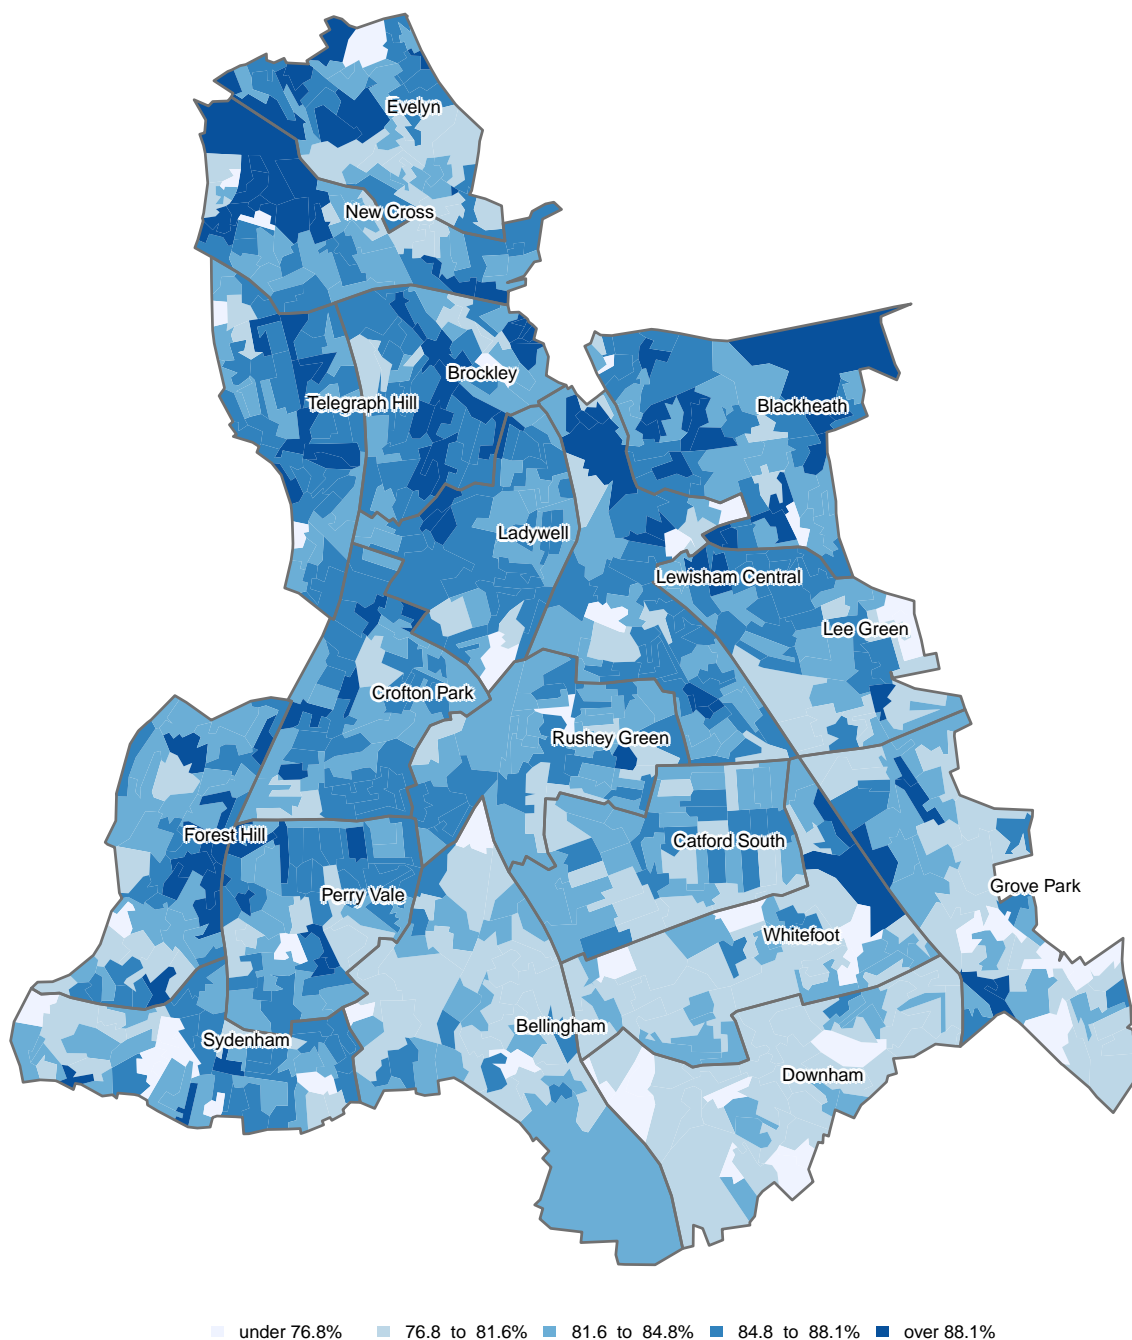 Evelyn
New Cross
Brockley
Telegraph Hill
Blackheath
Ladywell
Lewisham Central
Lee Green
Crofton Park
Rushey Green
Forest Hill
Catford South
Perry Vale
Grove Park
Whitefoot
Bellingham
Sydenham
Downham
under 76.8% 76.8 to 81.6% 81.6 to 84.8% 84.8 to 88.1% over 88.1%